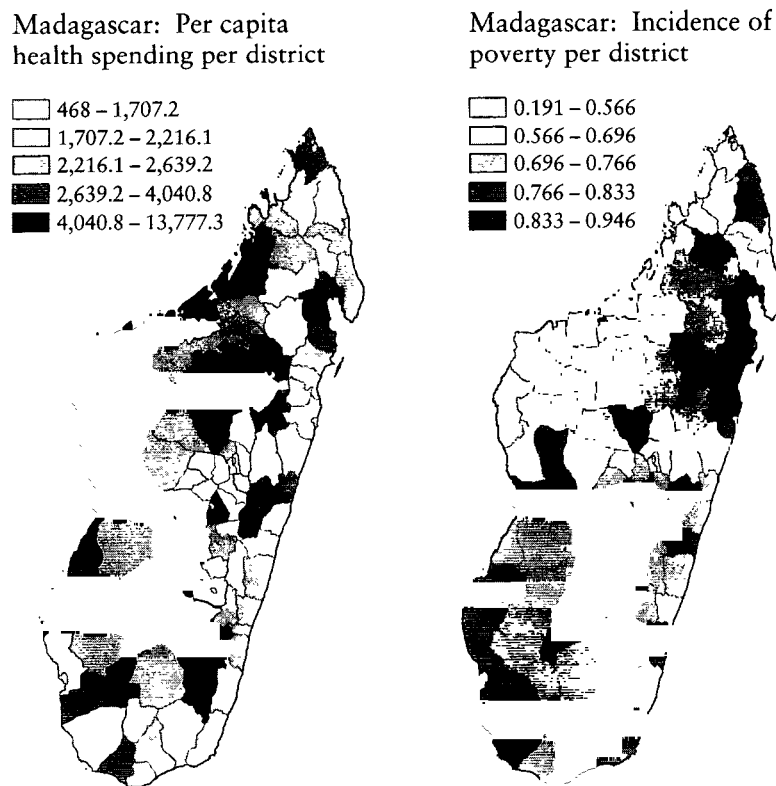 Madagascar: Per capita
health spending per district
468 – 1,707.2
1,707.2 – 2,216.1
2,216.1 – 2,639.2
2,639.2 – 4,040.8
4,040.8 – 13,777.3
Madagascar: Incidence of
poverty per district
0.191 – 0.566
0.566 – 0.696
0.696 – 0.766
0.766 – 0.833
0.833 – 0.946